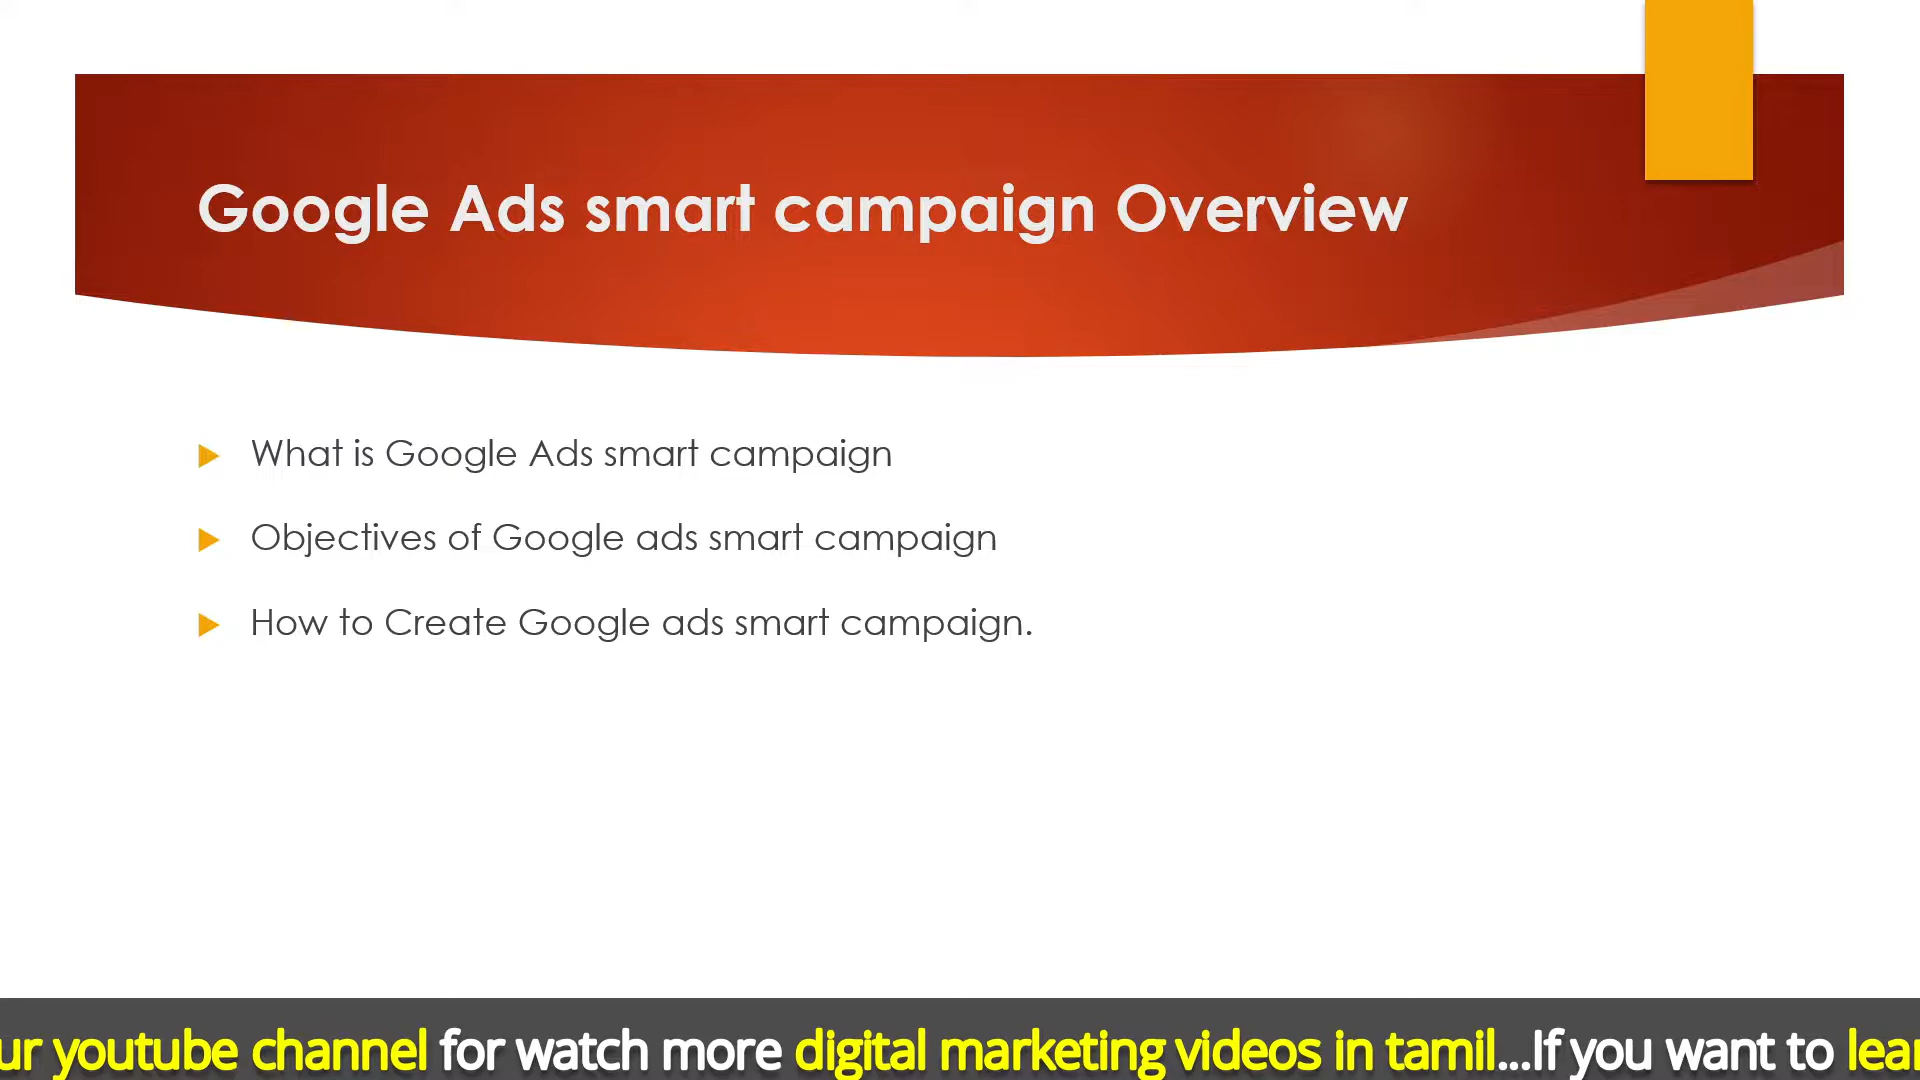 Google Ads smart campaign Overview
What is Google Ads smart campaign
Objectives of Google ads smart campaign
How to Create Google ads smart campaign.
youtube channel for watch more digital marketing videos in tamil...If you want to